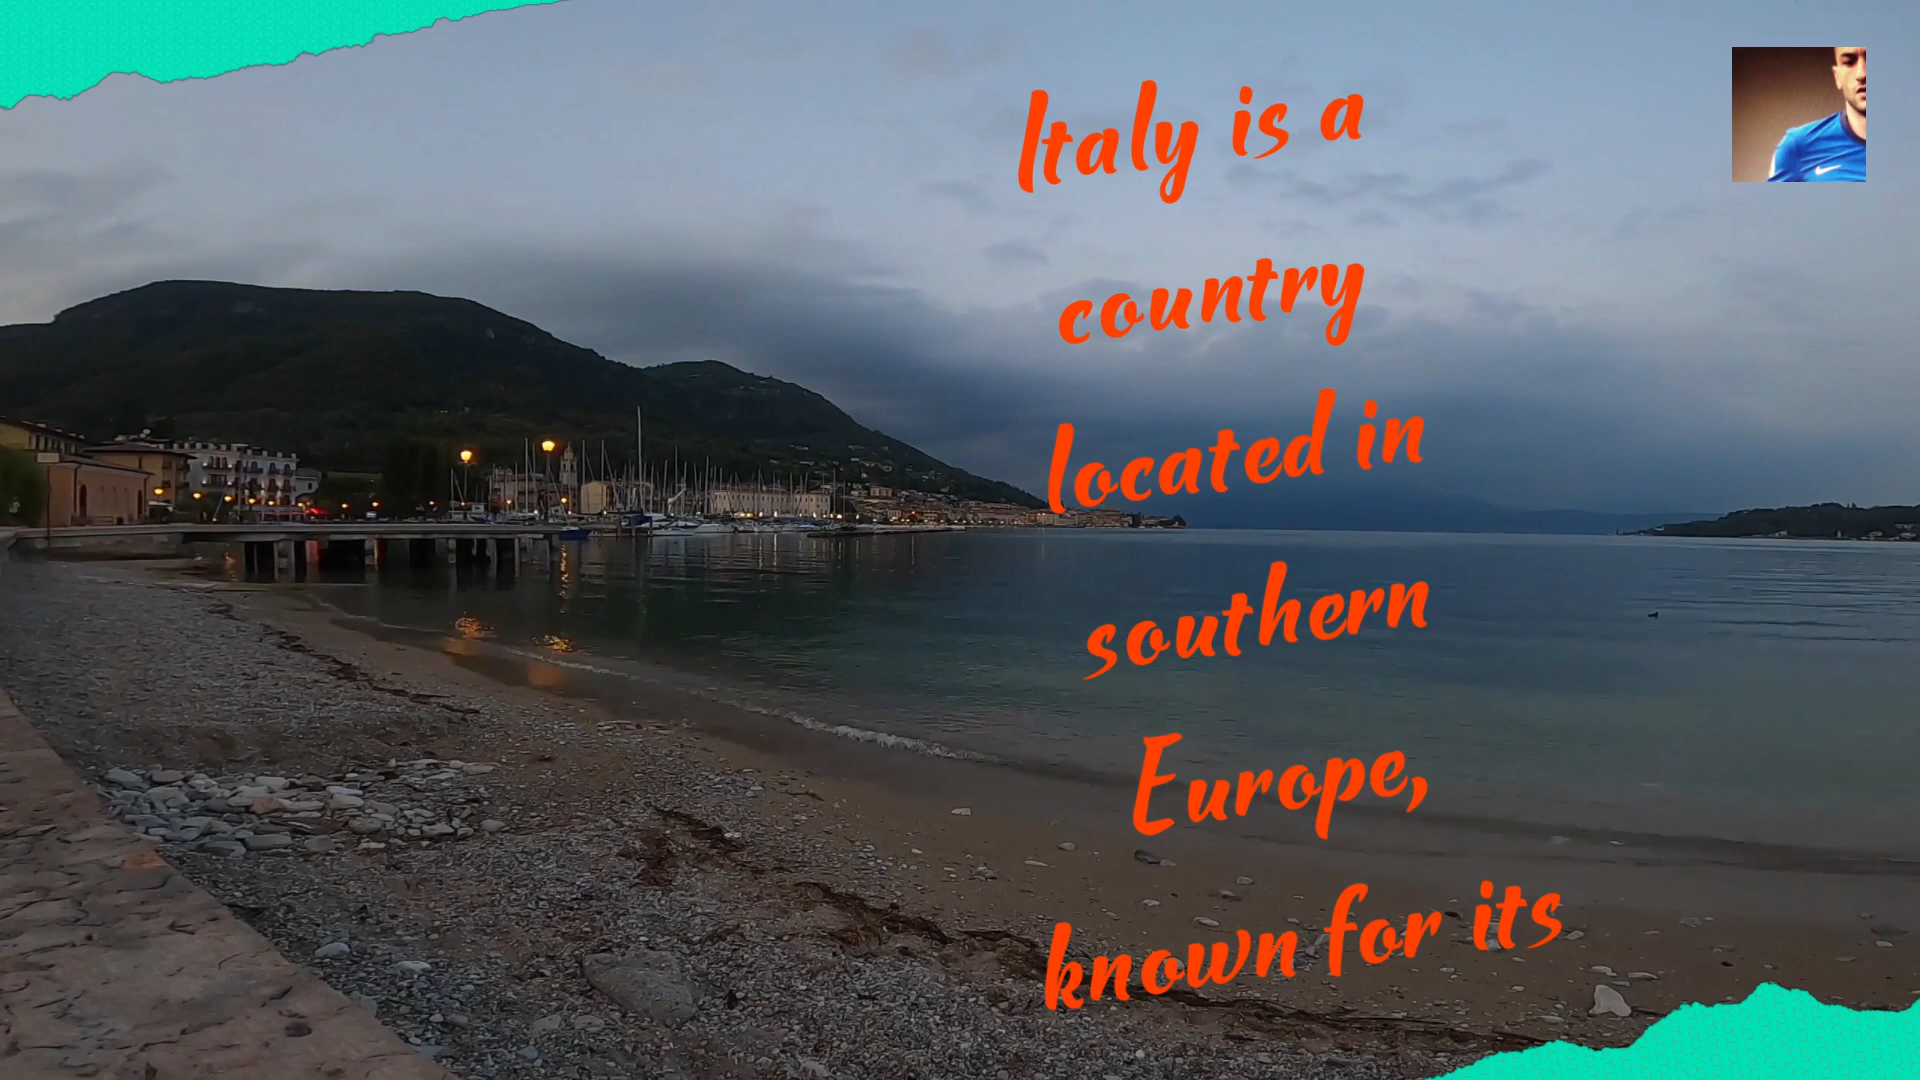 Italy is a
country
located in
southern
Europe,
known for its